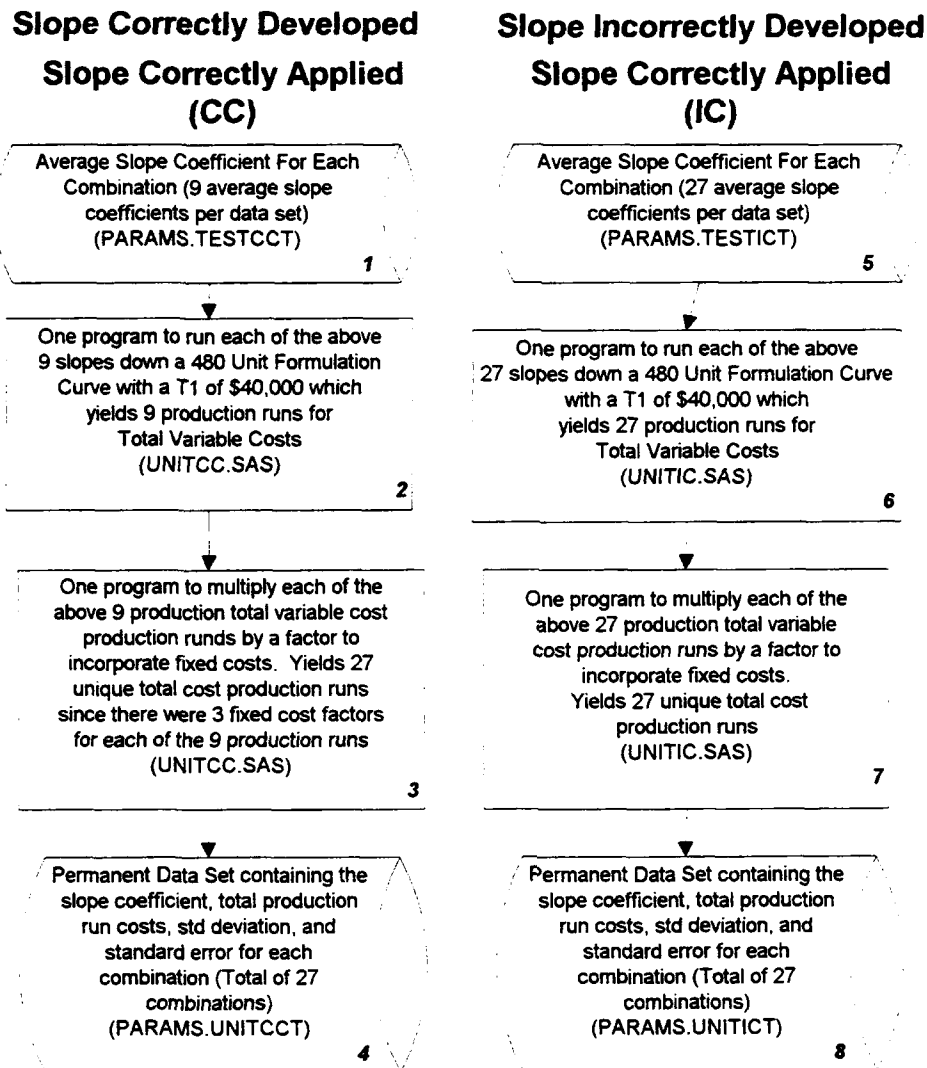 Slope Correctly Developed
Slope Correctly Applied
(CC)
Average Slope Coefficient For Each
Combination (9 average slope
coefficients per data set)
(PARAMS.TESTCCT)
1
One program to run each of the above
9 slopes down a 480 Unit Formulation
Curve with a T1 of $40,000 which
yields 9 production runs for
Total Variable Costs
(UNITCC.SAS)
2
One program to multiply each of the
above 9 production total variable cost
production runds by a factor to
incorporate fixed costs. Yields 27
unique total cost production runs
since there were 3 fixed cost factors
for each of the 9 production runs
(UNITCC.SAS)
3
Permanent Data Set containing the
slope coefficient, total production
run costs, std deviation, and
standard error for each
combination (Total of 27
combinations)
(PARAMS.UNITCCT)
4
Slope Incorrectly Developed
Slope Correctly Applied
(IC)
Average Slope Coefficient For Each
Combination (27 average slope
coefficients per data set)
(PARAMS.TESTICT)
5
One program to run each of the above
27 slopes down a 480 Unit Formulation Curve
with a T1 of $40,000 which
yields 27 production runs for
Total Variable Costs
(UNITIC.SAS)
6
One program to multiply each of the
above 27 production total variable
cost production runs by a factor to
incorporate fixed costs.
Yields 27 unique total cost
production runs
(UNITIC.SAS)
7
Permanent Data Set containing the
slope coefficient, total production
run costs, std deviation, and
standard error for each
combination (Total of 27
combinations)
(PARAMS.UNITICT)
8